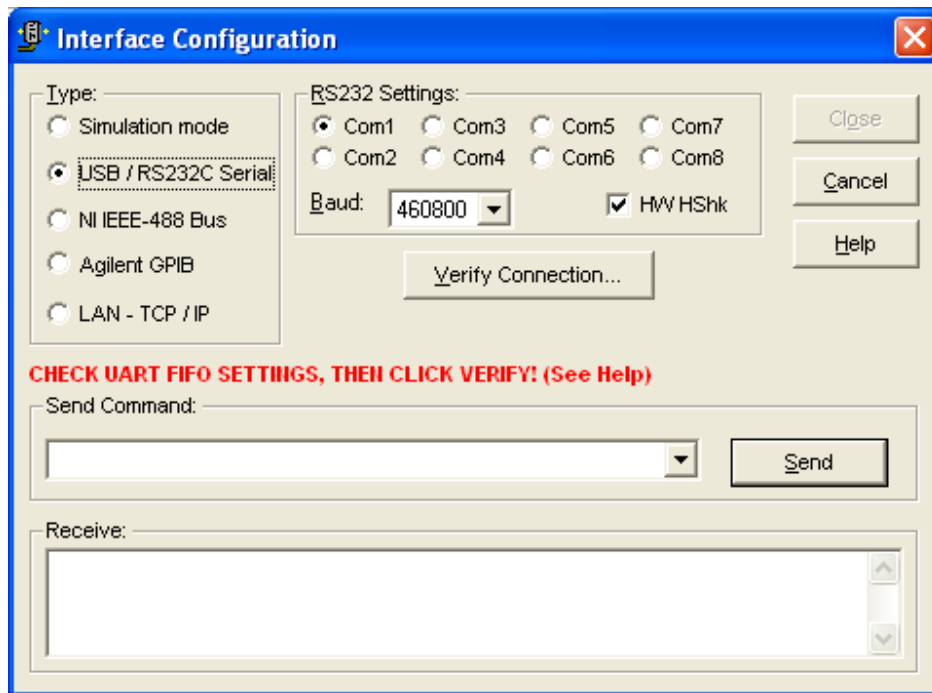 Interface Configuration
Type:
Simulation mode
USB / RS232C Serial
NI IEEE-488 Bus
Agilent GPIB
LAN - TCP / IP
RS232 Settings:
Com1 Com3 Com5 Com7
Com2 Com4 Com6 Com8
Baud: 460800 HW HShk
Verify Connection...
Close
Cancel
Help
CHECK UART FIFO SETTINGS, THEN CLICK VERIFY! (See Help)
Send Command:
Send
Receive: